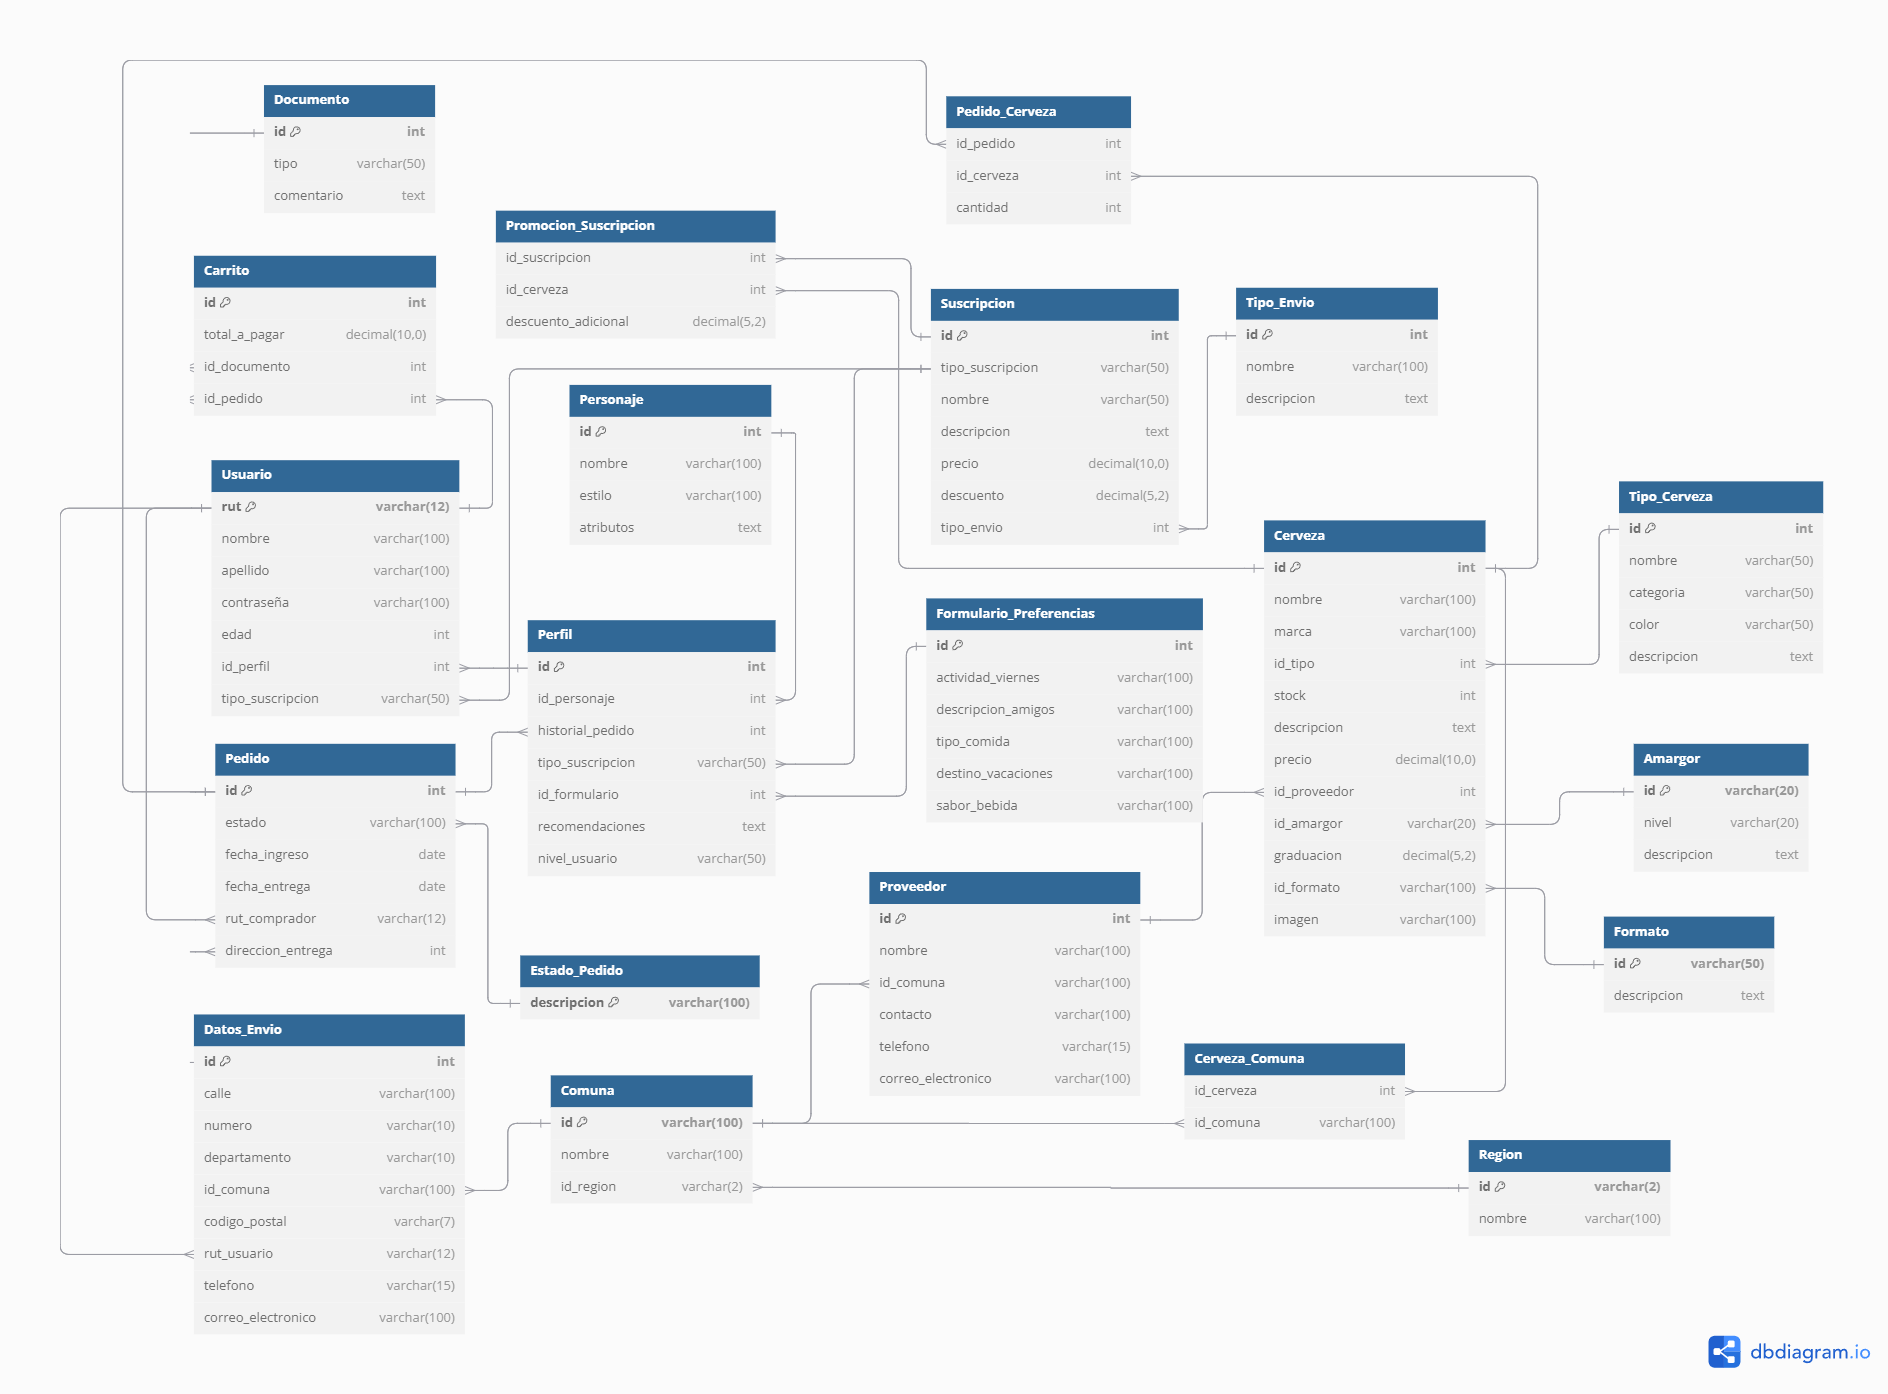 Documento
id int
tipo varchar(50)
comentario text
Pedido_Cerveza
id_pedido int
id_cerveza int
cantidad int
Promocion_Suscripcion
id_suscripcion int
id_cerveza int
descuento_adicional decimal(5,2)
Carrito
id int
total_a_pagar decimal(10,0)
id_documento int
id_pedido int
Suscripcion
id int
tipo_suscripcion varchar(50)
nombre varchar(50)
descripcion text
precio decimal(10,0)
descuento decimal(5,2)
tipo_envio int
Tipo_Envio
id int
nombre varchar(100)
descripcion text
Personaje
id int
nombre varchar(100)
estilo varchar(100)
atributos text
Usuario
rut varchar(12)
nombre varchar(100)
apellido varchar(100)
contraseña varchar(100)
edad int
id_perfil int
tipo_suscripcion varchar(50)
Tipo_Cerveza
id int
nombre varchar(50)
categoria varchar(50)
color varchar(50)
descripcion text
Cerveza
id int
nombre varchar(100)
marca varchar(100)
id_tipo int
stock int
descripcion text
precio decimal(10,0)
id_proveedor int
id_amargor varchar(20)
graduacion decimal(5,2)
id_formato varchar(100)
imagen varchar(100)
Formulario_Preferencias
id int
actividad_viernes varchar(100)
descripcion_amigos varchar(100)
tipo_comida varchar(100)
destino_vacaciones varchar(100)
sabor_bebida varchar(100)
Perfil
id int
id_personaje int
historial_pedido int
tipo_suscripcion varchar(50)
id_formulario int
recomendaciones text
nivel_usuario varchar(50)
Pedido
id int
estado varchar(100)
fecha_ingreso date
fecha_entrega date
rut_comprador varchar(12)
direccion_entrega int
Amargor
id varchar(20)
nivel varchar(20)
descripcion text
Proveedor
id int
nombre varchar(100)
id_comuna varchar(100)
contacto varchar(100)
telefono varchar(15)
correo_electronico varchar(100)
Formato
id varchar(50)
descripcion text
Estado_Pedido
descripcion varchar(100)
Datos_Envio
id int
calle varchar(100)
numero varchar(10)
departamento varchar(10)
id_comuna varchar(100)
codigo_postal varchar(7)
rut_usuario varchar(12)
telefono varchar(15)
correo_electronico varchar(100)
Comuna
id varchar(100)
nombre varchar(100)
id_region varchar(2)
Cerveza_Comuna
id_cerveza int
id_comuna varchar(100)
Region
id varchar(2)
nombre varchar(100)
dbdiagram.io